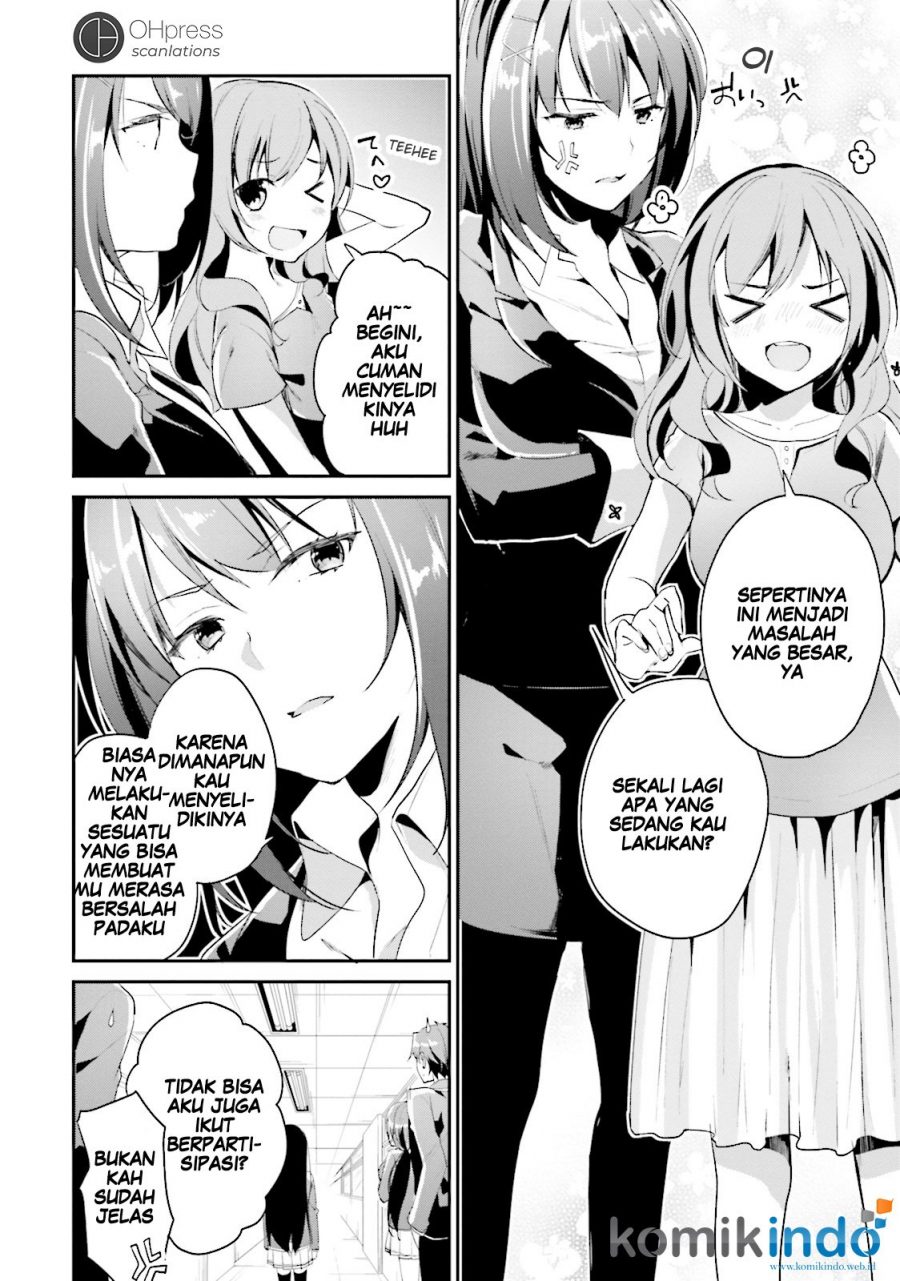 OHpress
scanlations
OI
おいっ
SEPERTINYA
INI MENJADI
MASALAH
YANG BESAR,
YA
SEKALI LAGI
APA YANG
SEDANG KAU
LAKUKAN?
TEEHEE
てへ♡
AH~~
BEGINI,
AKU
CUMAN
MENYELIDI
KINYA
HUH
KARENA
DIMANAPUN
KAU
MENYELI-
DIKINYA
BIASA
NYA
MELAKU-
KAN
SESUATU
YANG BISA
MEMBUAT
MU MERASA
BERSALAH
PADAKU
TIDAK BISA
AKU JUGA
IKUT
BERPARTI-
SIPASI?
BUKAN
KAH
SUDAH
JELAS
komikindo
www.komikindo.web.id